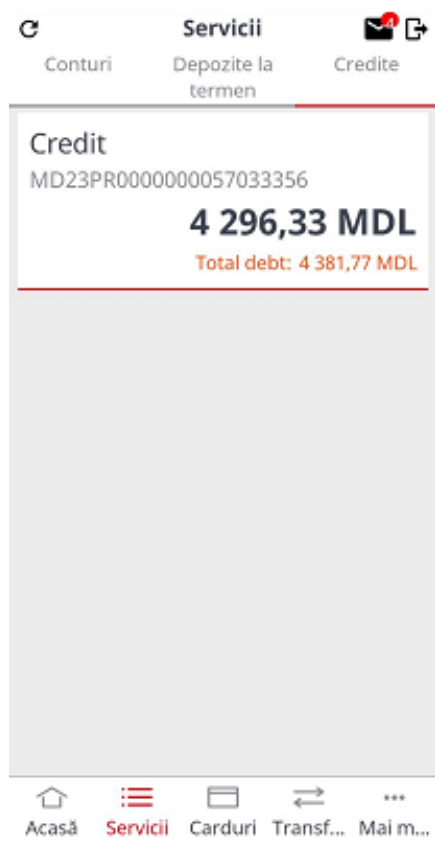 Servicii
4
Conturi
Depozite la
termen
Credite
Credit
MD23PR0000000057033356
4 296,33 MDL
Total debt: 4 381,77 MDL
Acasă
Servicii
Carduri
Transf...
Mai m...